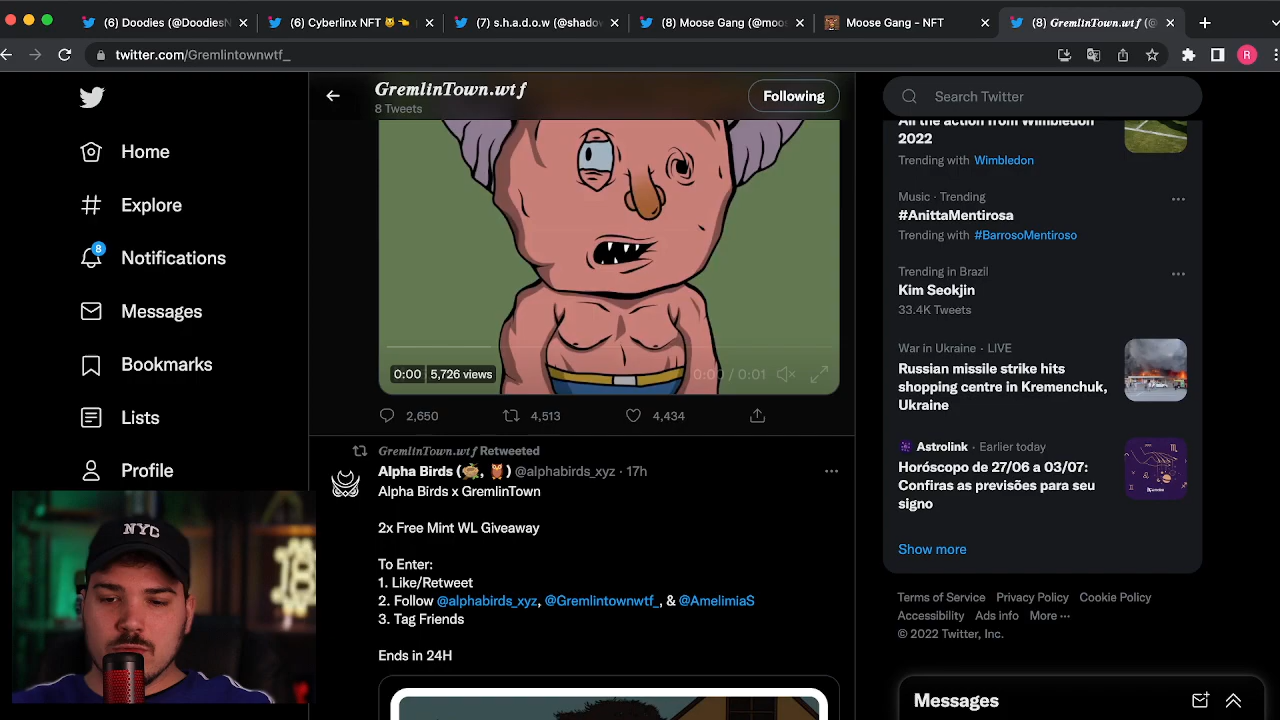 (6) Doodles (@DoodlesN
(6) Cyberlinx NFT
(7) s.h.a.d.o.w (@shado
(8) Moose Gang (@moos
Moose Gang - NFT
(8) GremlinTown.wtf (@
twitter.com/Gremlintownwtf_
R
GremlinTown.wtf
8 Tweets
Following
Search Twitter
Home
Explore
8
Notifications
Messages
Bookmarks
Lists
Profile
NYC
0:00
5,726 views
0:00 / 0:01
2,650
4,513
4,434
GremlinTown.wtf Retweeted
Alpha Birds (🪺, 🦉) @alphabirds_xyz · 17h
Alpha Birds x GremlinTown
2x Free Mint WL Giveaway
To Enter:
1. Like/Retweet
2. Follow @alphabirds_xyz, @Gremlintownwtf_, & @AmelimiaS
3. Tag Friends
Ends in 24H
All the action from Wimbledon
2022
Trending with Wimbledon
Music · Trending
#AnittaMentirosa
Trending with #BarrosoMentiroso
Trending in Brazil
Kim Seokjin
33.4K Tweets
War in Ukraine · LIVE
Russian missile strike hits
shopping centre in Kremenchuk,
Ukraine
Astrolink · Earlier today
Horóscopo de 27/06 a 03/07:
Confiras as previsões para seu
signo
Show more
Terms of Service Privacy Policy Cookie Policy
Accessibility Ads info More ···
© 2022 Twitter, Inc.
Messages